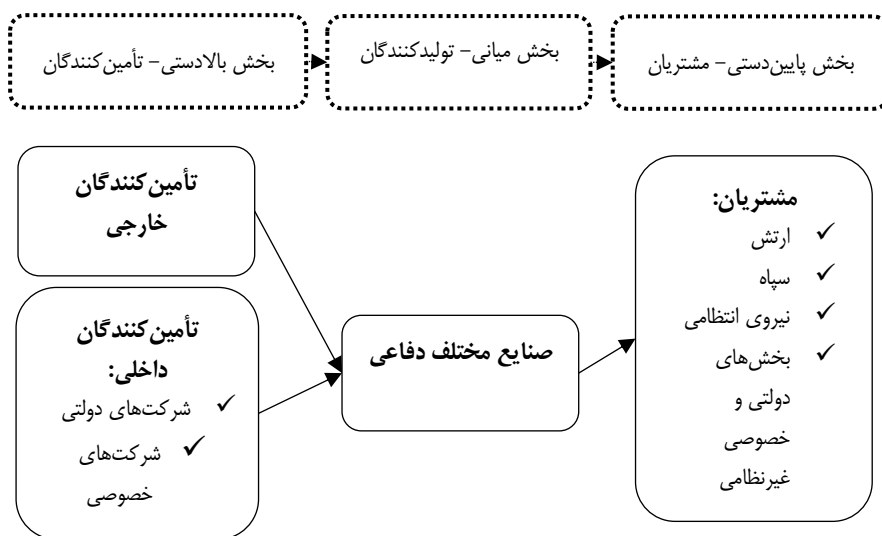 بخش بالادستی- تأمین‌کنندگان
بخش میانی- تولیدکنندگان
بخش پایین‌دستی- مشتریان
تأمین‌کنندگان
خارجی
تأمین‌کنندگان
داخلی:
✓ شرکت‌های دولتی
✓ شرکت‌های
خصوصی
صنایع مختلف دفاعی
مشتریان:
✓ ارتش
✓ سپاه
✓ نیروی انتظامی
✓ بخش‌های
دولتی و
خصوصی
غیرنظامی